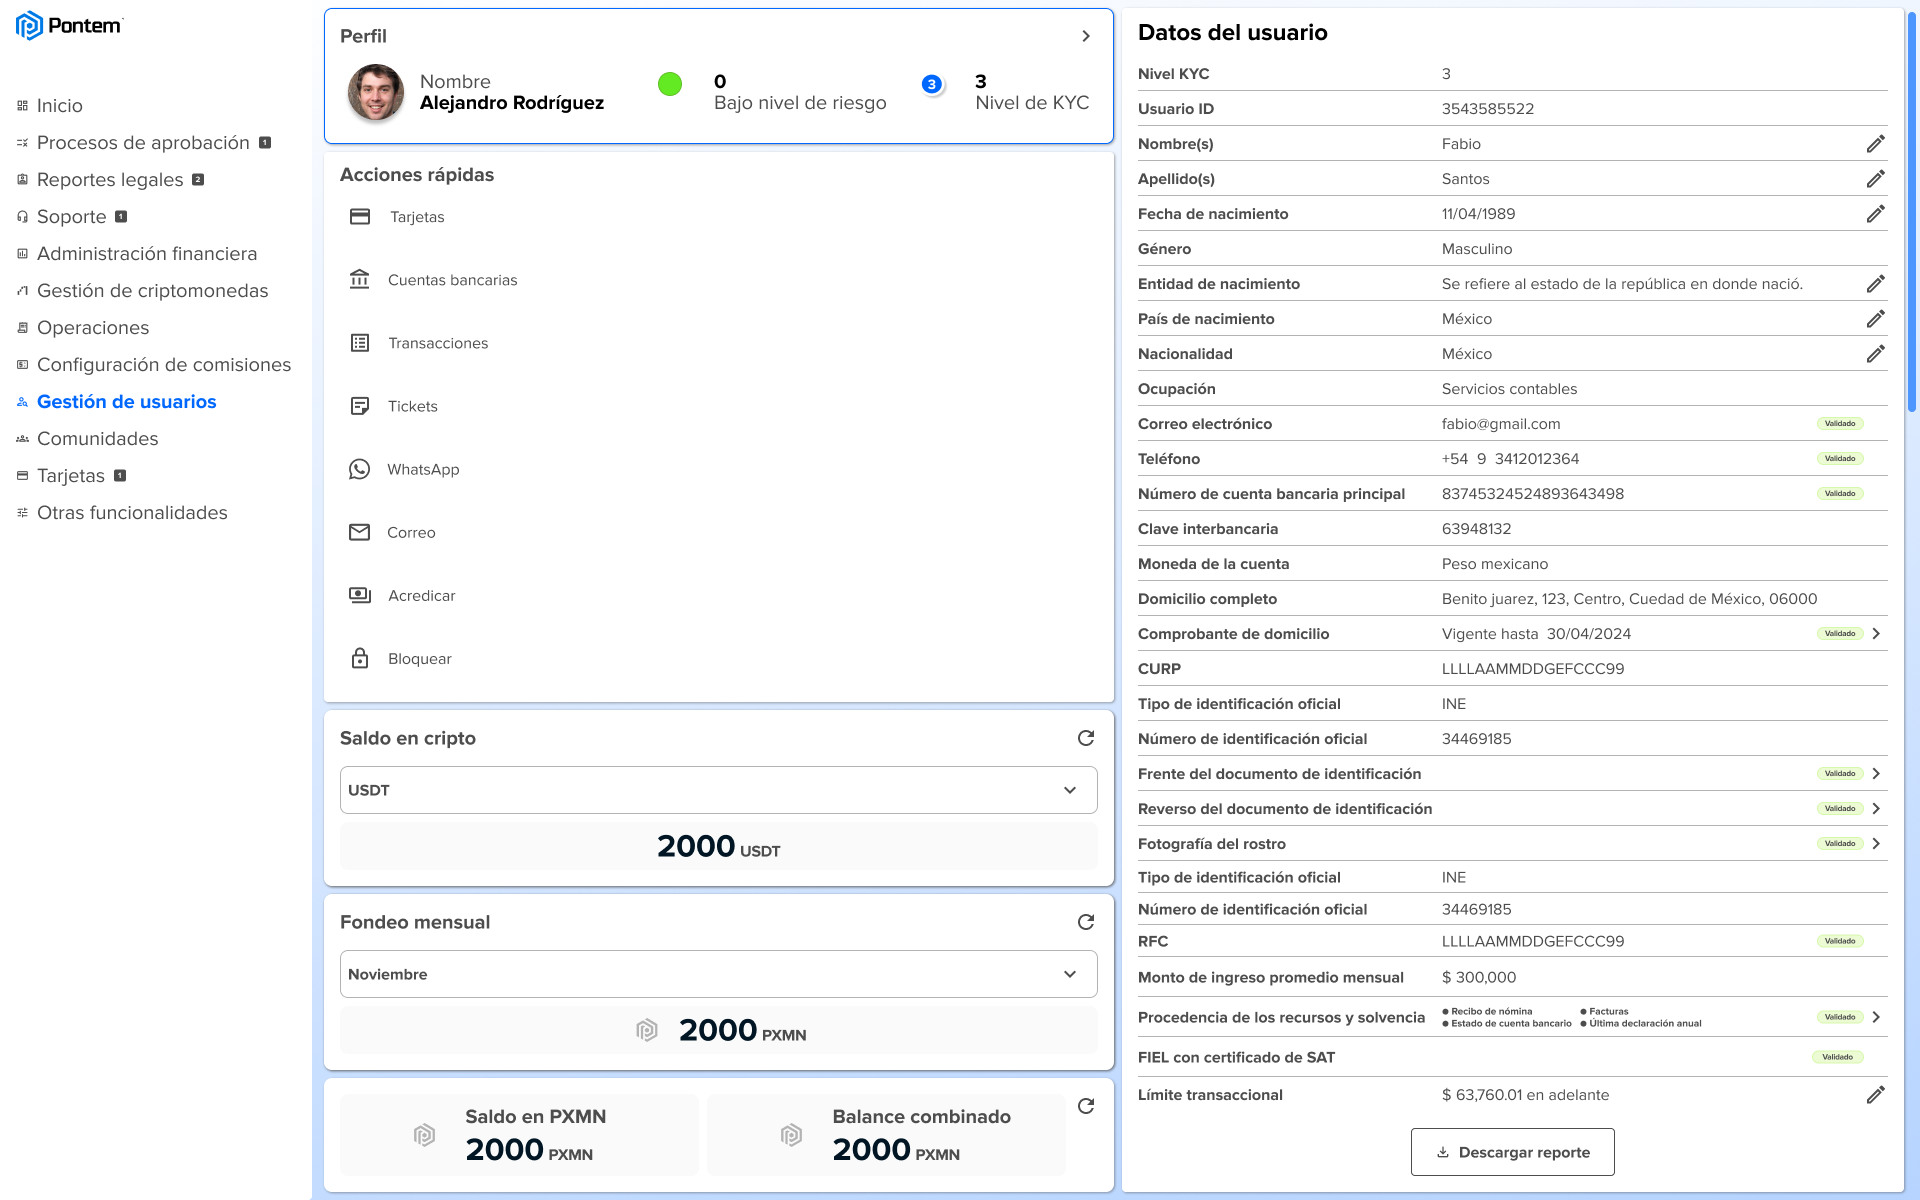 Pontem
Inicio
Procesos de aprobación 1
Reportes legales 2
Soporte 1
Administración financiera
Gestión de criptomonedas
Operaciones
Configuración de comisiones
Gestión de usuarios
Comunidades
Tarjetas 1
Otras funcionalidades
Perfil
Nombre
Alejandro Rodríguez
0
Bajo nivel de riesgo
3
3
Nivel de KYC
Acciones rápidas
Tarjetas
Cuentas bancarias
Transacciones
Tickets
WhatsApp
Correo
Acredicar
Bloquear
Saldo en cripto
USDT
2000 USDT
Fondeo mensual
Noviembre
2000 PXMN
Saldo en PXMN
2000 PXMN
Balance combinado
2000 PXMN
Datos del usuario
Nivel KYC 3
Usuario ID 3543585522
Nombre(s) Fabio
Apellido(s) Santos
Fecha de nacimiento 11/04/1989
Género Masculino
Entidad de nacimiento Se refiere al estado de la república en donde nació.
País de nacimiento México
Nacionalidad México
Ocupación Servicios contables
Correo electrónico fabio@gmail.com Validado
Teléfono +54 9 3412012364 Validado
Número de cuenta bancaria principal 83745324524893643498 Validado
Clave interbancaria 63948132
Moneda de la cuenta Peso mexicano
Domicilio completo Benito juarez, 123, Centro, Cuedad de México, 06000
Comprobante de domicilio Vigente hasta 30/04/2024 Validado
CURP LLLLAAMMDDGEFCCC99
Tipo de identificación oficial INE
Número de identificación oficial 34469185
Frente del documento de identificación Validado
Reverso del documento de identificación Validado
Fotografía del rostro Validado
Tipo de identificación oficial INE
Número de identificación oficial 34469185
RFC LLLLAAMMDDGEFCCC99 Validado
Monto de ingreso promedio mensual $ 300,000
Procedencia de los recursos y solvencia ● Recibo de nómina ● Facturas Validado
● Estado de cuenta bancario ● Última declaración anual
FIEL con certificado de SAT Validado
Límite transaccional $ 63,760.01 en adelante
Descargar reporte